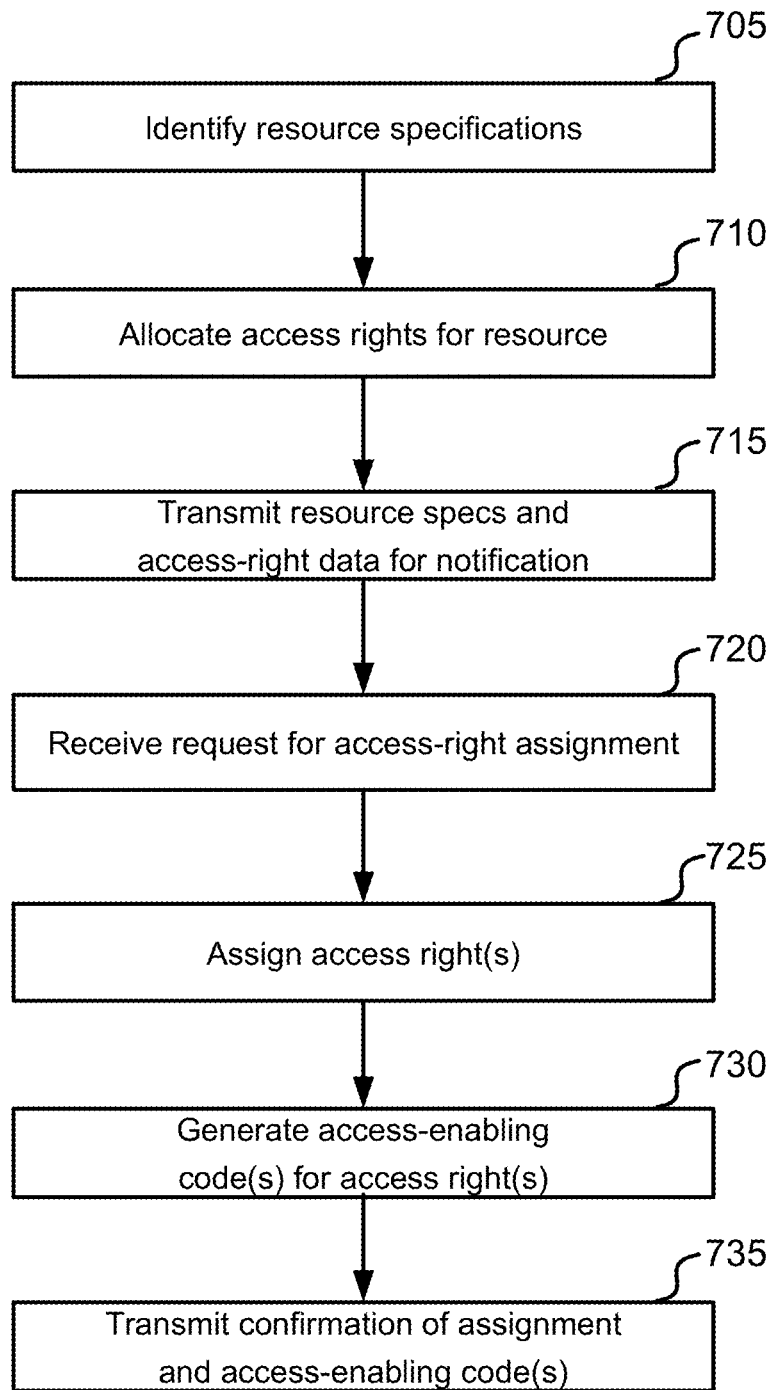 705
Identify resource specifications
710
Allocate access rights for resource
715
Transmit resource specs and
access-right data for notification
720
Receive request for access-right assignment
725
Assign access right(s)
730
Generate access-enabling
code(s) for access right(s)
735
Transmit confirmation of assignment
and access-enabling code(s)